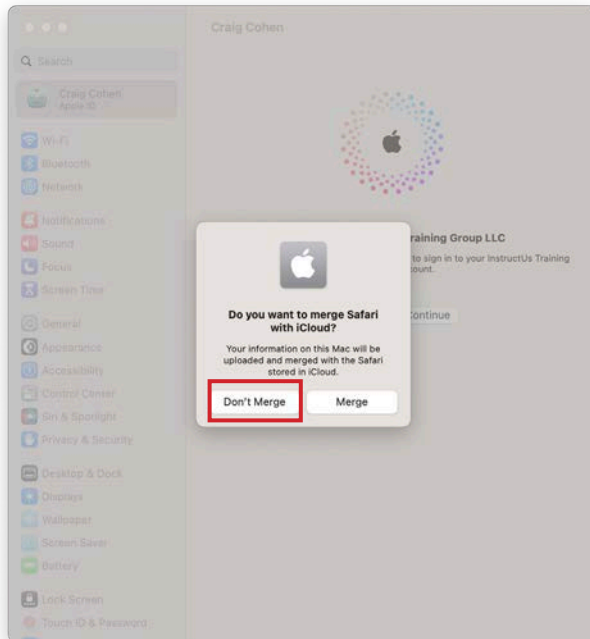 Craig Cohen
Search
Craig Cohen
Apple ID
Wi-Fi
Bluetooth
Network
Notifications
Sound
Focus
Screen Time
General
Appearance
Accessibility
Control Center
Siri & Spotlight
Privacy & Security
Desktop & Dock
Displays
Wallpaper
Screen Saver
Battery
Lock Screen
Touch ID & Password
raining Group LLC
to sign in to your InstructUs Training
ount.
Continue
Do you want to merge Safari
with iCloud?
Your information on this Mac will be
uploaded and merged with the Safari
stored in iCloud.
Don't Merge
Merge